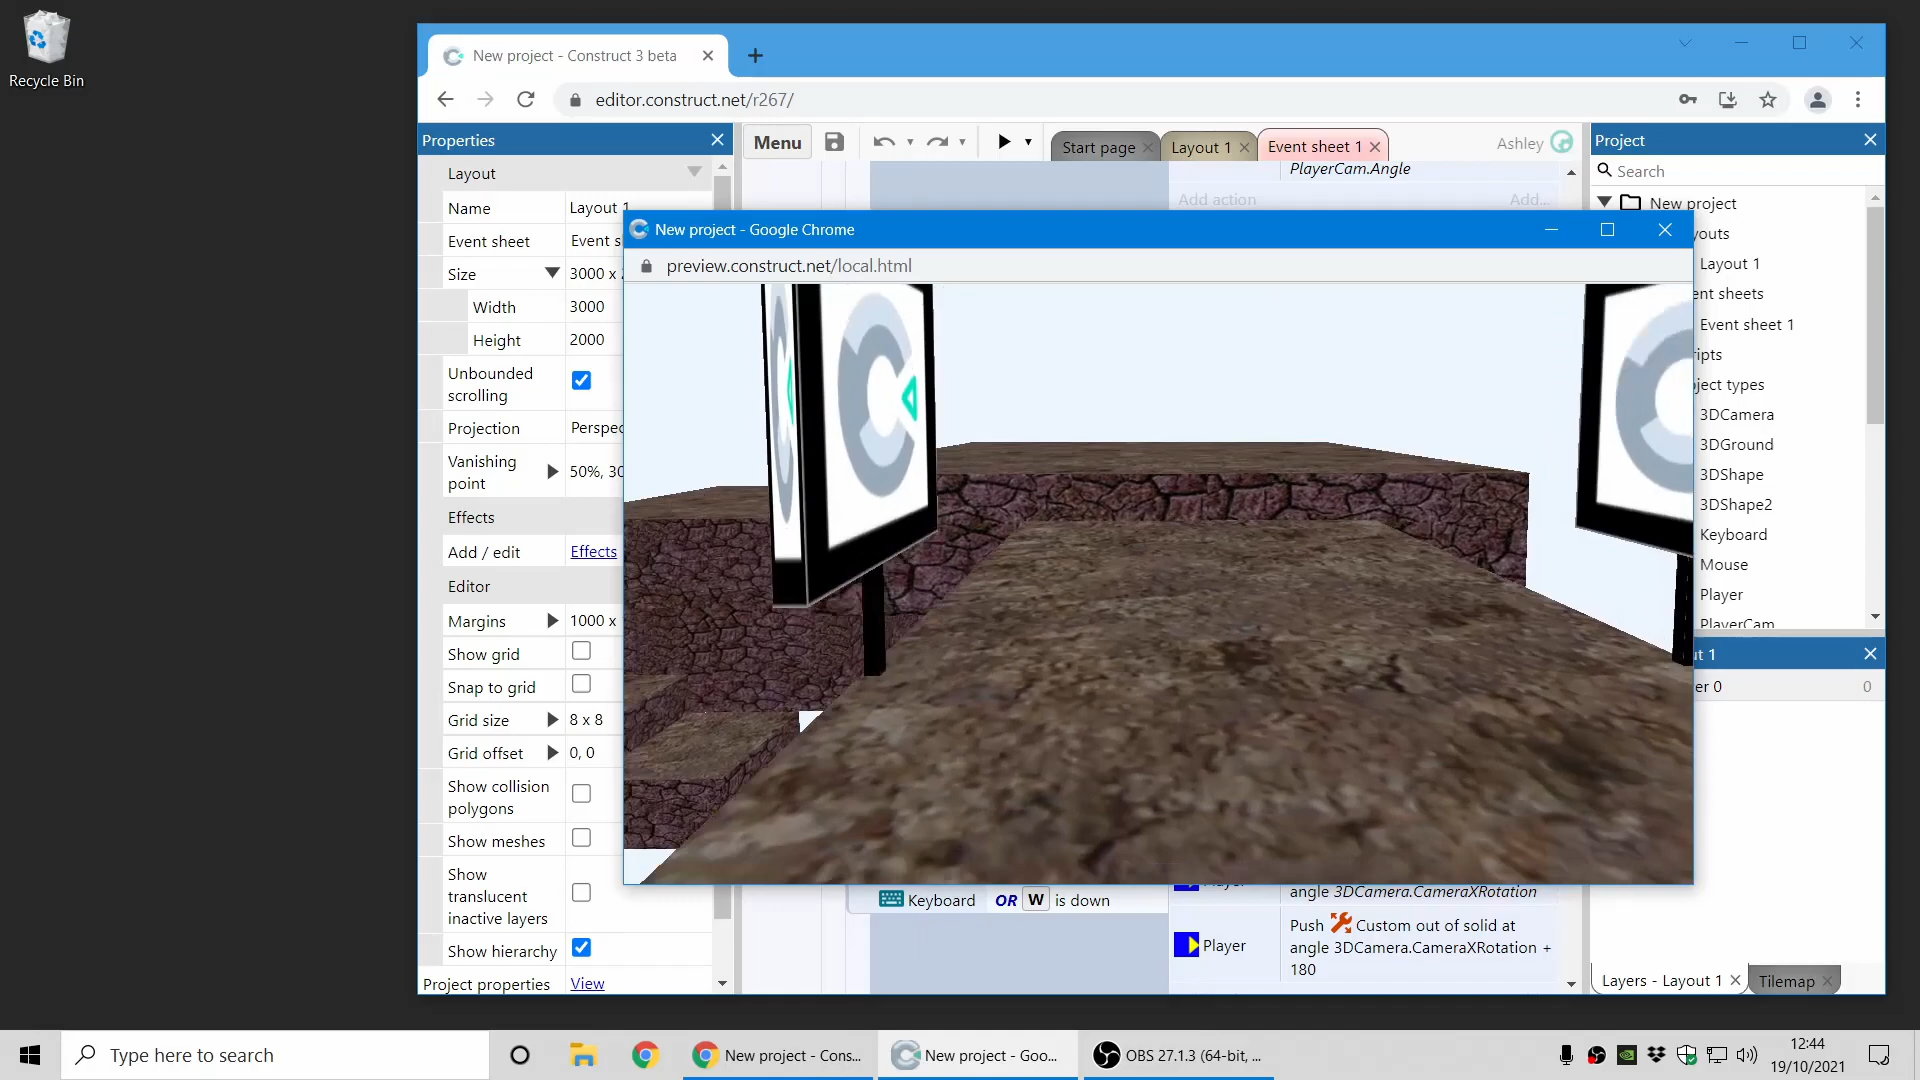 Recycle Bin
New project - Construct 3 beta
editor.construct.net/r267/
Properties
Layout
Name Layout 1
Event sheet Event s
Size 3000 x
Width 3000
Height 2000
Unbounded
scrolling
Projection Perspec
Vanishing
point 50%, 30
Effects
Add / edit Effects
Editor
Margins 1000 x
Show grid
Snap to grid
Grid size 8 x 8
Grid offset 0, 0
Show collision
polygons
Show meshes
Show
translucent
inactive layers
Show hierarchy
Project properties View
Menu
Start page
Layout 1
Event sheet 1
Ashley
PlayerCam.Angle
Add action Add...
New project - Google Chrome
preview.construct.net/local.html
Keyboard OR W is down
angle 3DCamera.CameraXRotation
Player
Push Custom out of solid at
angle 3DCamera.CameraXRotation +
180
Project
Search
New project
youts
Layout 1
ent sheets
Event sheet 1
ripts
ject types
3DCamera
3DGround
3DShape
3DShape2
Keyboard
Mouse
Player
PlayerCam
ut 1
er 0 0
Layers - Layout 1
Tilemap
Type here to search
New project - Cons...
New project - Goo...
OBS 27.1.3 (64-bit, ...
12:44
19/10/2021